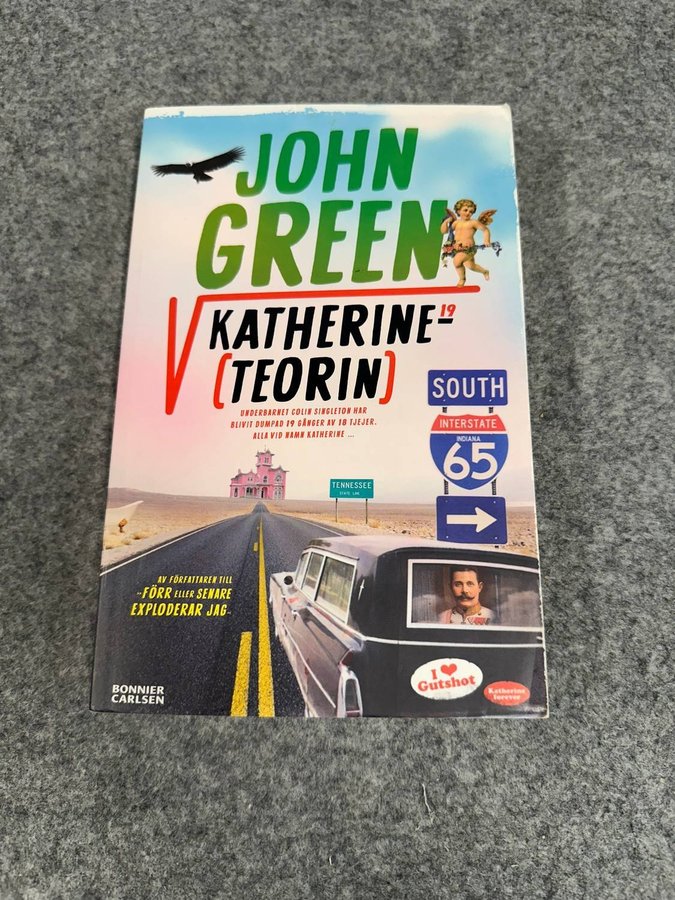 JOHN
GREEN
KATHERINE-19
(TEORIN)
UNDERBARNET COLIN SINGLETON HAR
BLIVIT DUMPAD 19 GÅNGER AV 18 TJEJER.
ALLA VID NAMN KATHERINE ...
SOUTH
INTERSTATE
INDIANA
65
TENNESSEE
STATE LINE
AV FÖRFATTAREN TILL
»FÖRR ELLER SENARE
EXPLODERAR JAG»
I ❤ 
Gutshot
Katherine
forever
BONNIER
CARLSEN